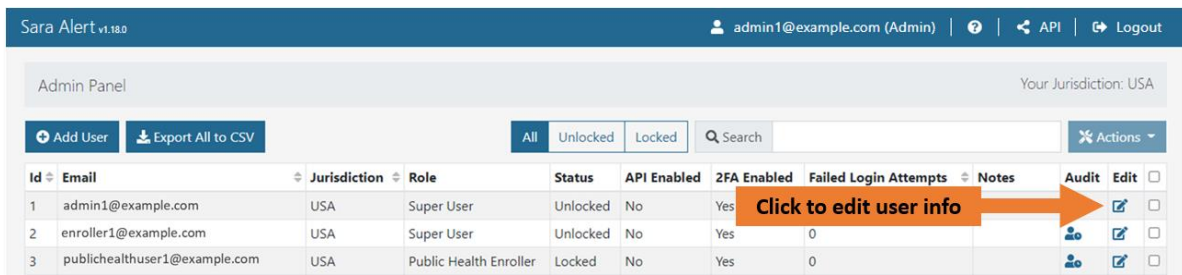 Sara Alert v1.18.0 admin1@example.com (Admin) | ? | API | Logout
Admin Panel Your Jurisdiction: USA
Add User Export All to CSV All Unlocked Locked Search Actions
Id Email Jurisdiction Role Status API Enabled 2FA Enabled Failed Login Attempts Notes Audit Edit
1 admin1@example.com USA Super User Unlocked No Yes Click to edit user info
2 enroller1@example.com USA Super User Unlocked No Yes 0
3 publichealthuser1@example.com USA Public Health Enroller Locked No Yes 0